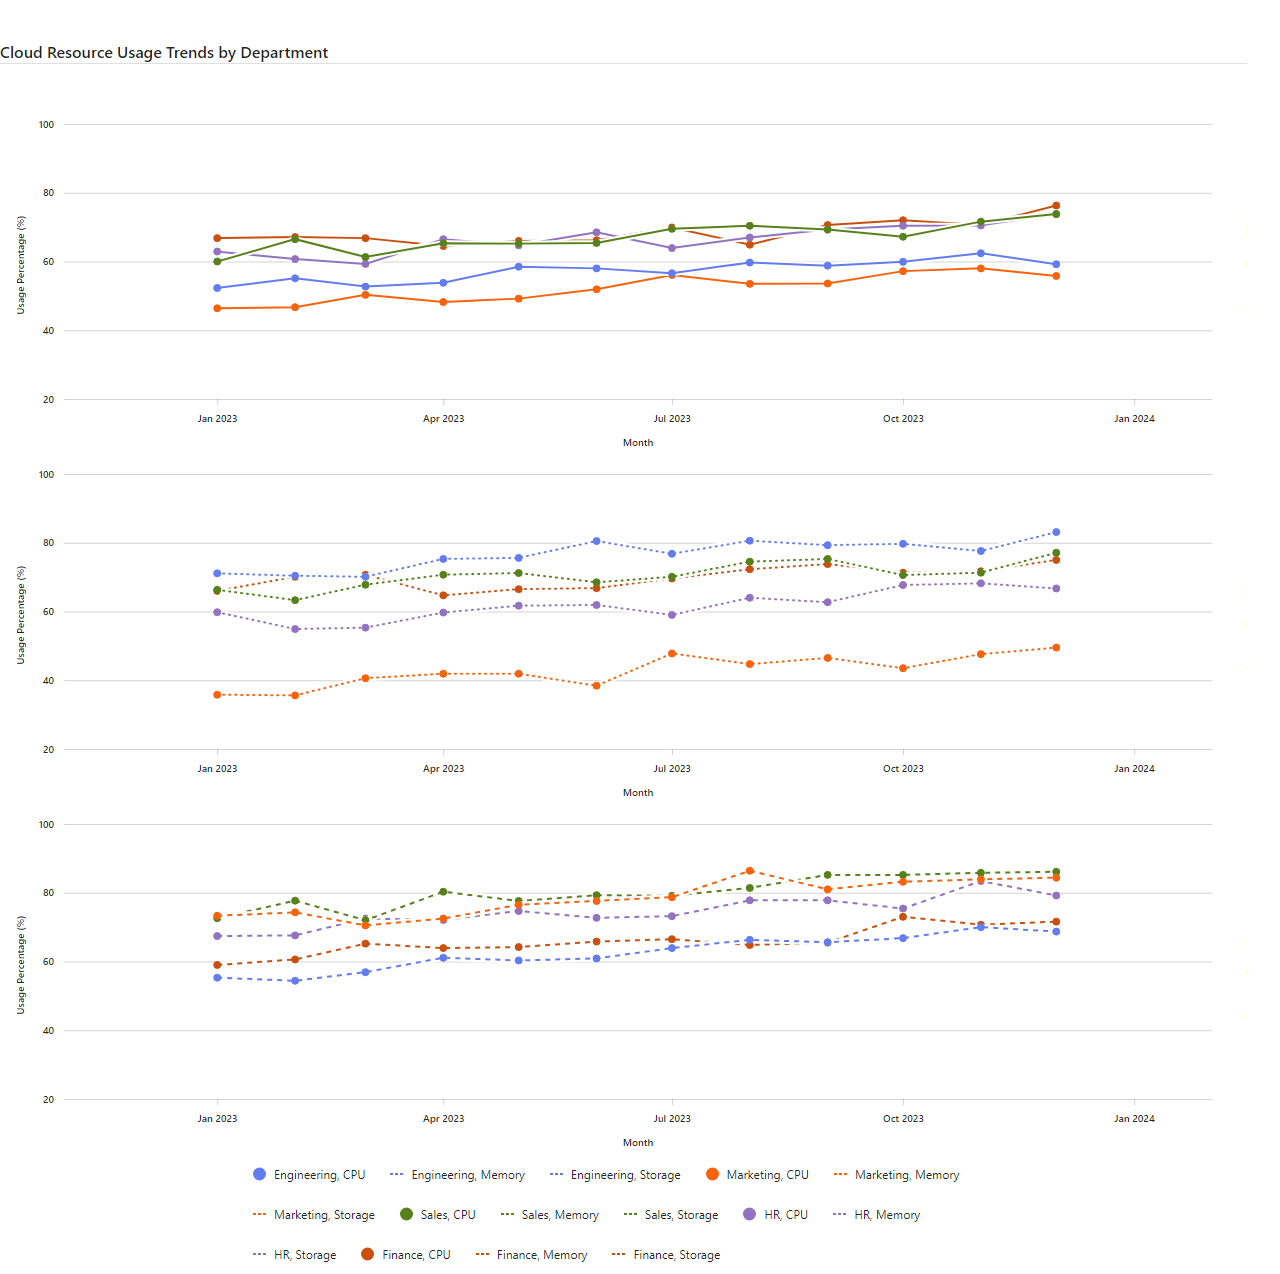 Cloud Resource Usage Trends by Department
100
80
60
40
20
Usage Percentage (%)
Jan 2023 Apr 2023 Jul 2023 Oct 2023 Jan 2024
Month
100
80
60
40
20
Usage Percentage (%)
Jan 2023 Apr 2023 Jul 2023 Oct 2023 Jan 2024
Month
100
80
60
40
20
Usage Percentage (%)
Jan 2023 Apr 2023 Jul 2023 Oct 2023 Jan 2024
Month
Engineering, CPU Engineering, Memory Engineering, Storage Marketing, CPU Marketing, Memory
Marketing, Storage Sales, CPU Sales, Memory Sales, Storage HR, CPU HR, Memory
HR, Storage Finance, CPU Finance, Memory Finance, Storage